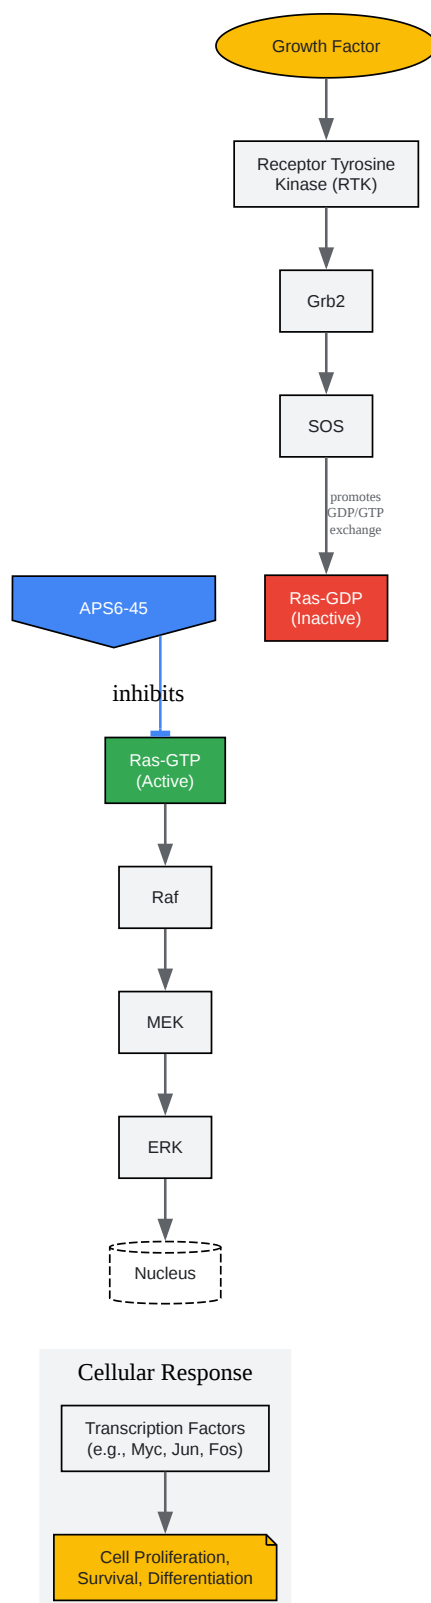 Growth Factor
Receptor Tyrosine
Kinase (RTK)
Grb2
SOS
promotes
GDP/GTP
exchange
Ras-GDP
(Inactive)
APS6-45
inhibits
Ras-GTP
(Active)
Raf
MEK
ERK
Nucleus
Cellular Response
Transcription Factors
(e.g., Myc, Jun, Fos)
Cell Proliferation,
Survival, Differentiation